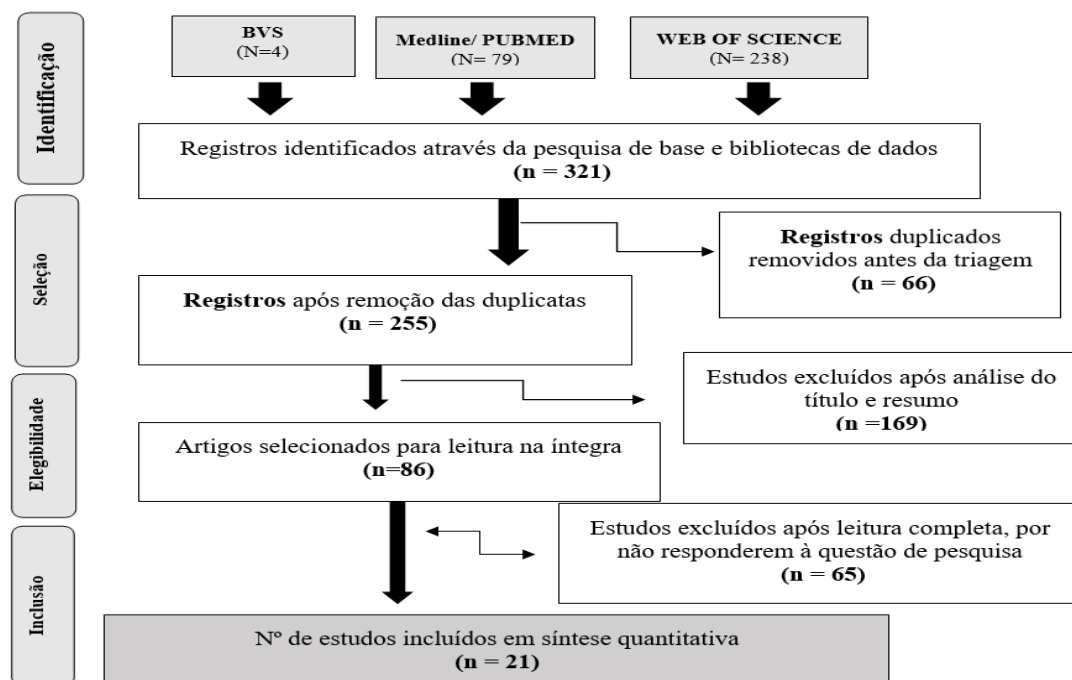 Identificação
BVS
(N=4)
Medline/ PUBMED
(N= 79)
WEB OF SCIENCE
(N= 238)
Registros identificados através da pesquisa de base e bibliotecas de dados
(n = 321)
Seleção
Registros duplicados
removidos antes da triagem
(n = 66)
Registros após remoção das duplicatas
(n = 255)
Elegibilidade
Estudos excluídos após análise do
título e resumo
(n =169)
Artigos selecionados para leitura na íntegra
(n=86)
Inclusão
Estudos excluídos após leitura completa, por
não responderem à questão de pesquisa
(n = 65)
Nº de estudos incluídos em síntese quantitativa
(n = 21)